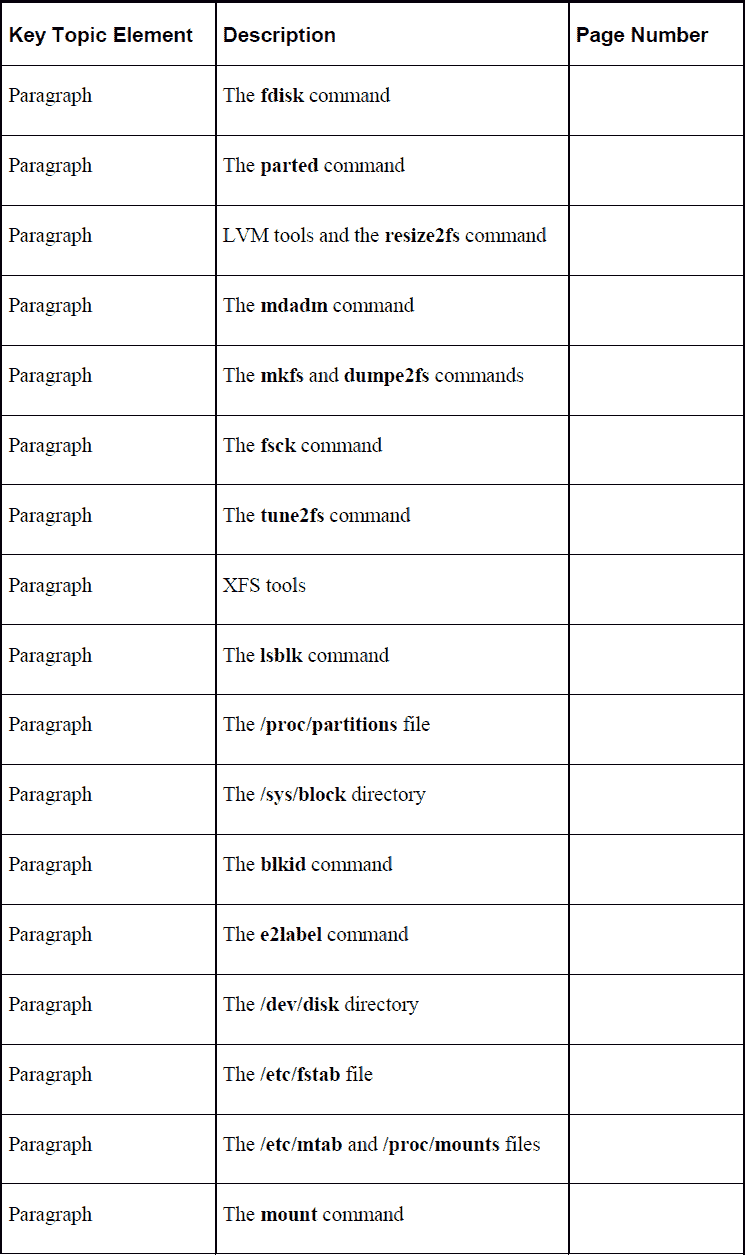 Key Topic Element Description Page Number
Paragraph The fdisk command
Paragraph The parted command
Paragraph LVM tools and the resize2fs command
Paragraph The mdadm command
Paragraph The mkfs and dumpe2fs commands
Paragraph The fsck command
Paragraph The tune2fs command
Paragraph XFS tools
Paragraph The lsblk command
Paragraph The /proc/partitions file
Paragraph The /sys/block directory
Paragraph The blkid command
Paragraph The e2label command
Paragraph The /dev/disk directory
Paragraph The /etc/fstab file
Paragraph The /etc/mtab and /proc/mounts files
Paragraph The mount command